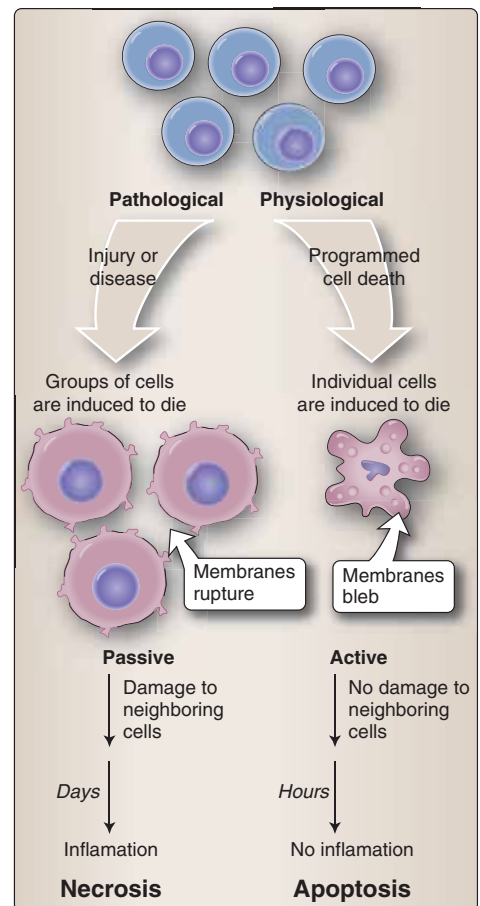 Pathological
Physiological
Injury or
disease
Programmed
cell death
Groups of cells
are induced to die
Individual cells
are induced to die
Membranes
rupture
Membranes
bleb
Passive
Active
Damage to
neighboring
cells
No damage to
neighboring
cells
Days
Hours
Inflamation
No inflamation
Necrosis
Apoptosis